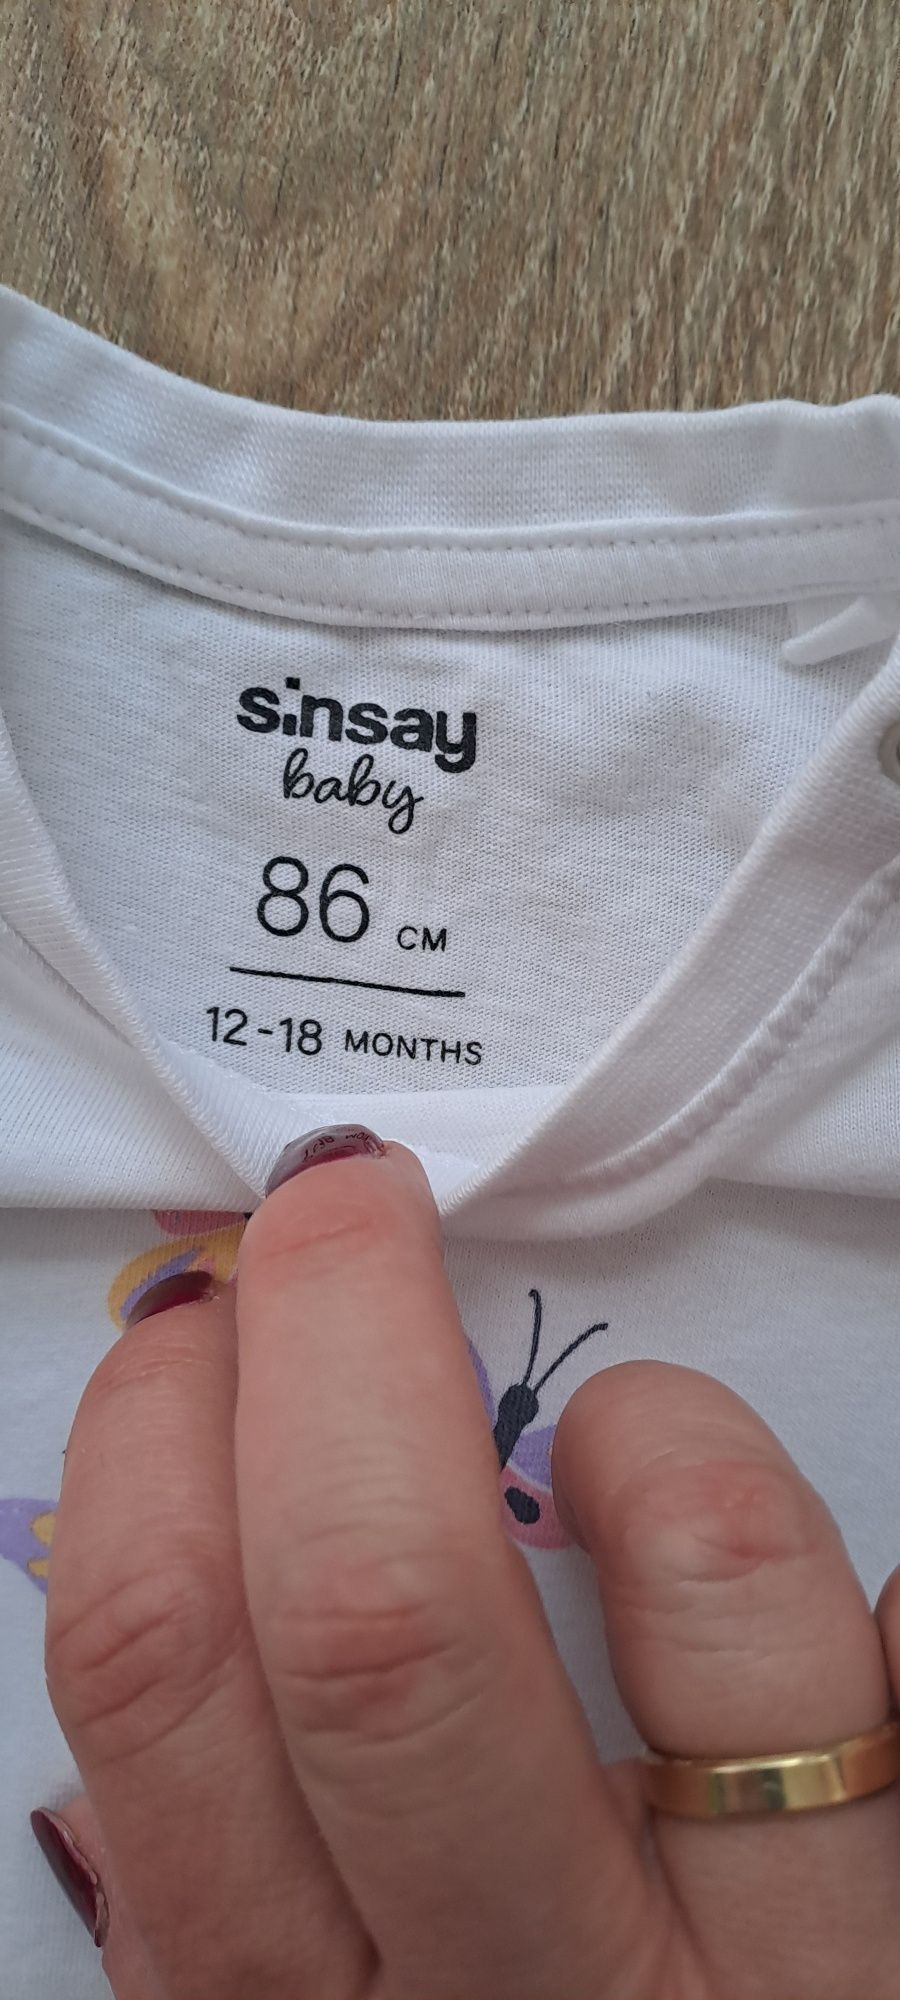 sinsay
baby
86 CM
12-18 MONTHS